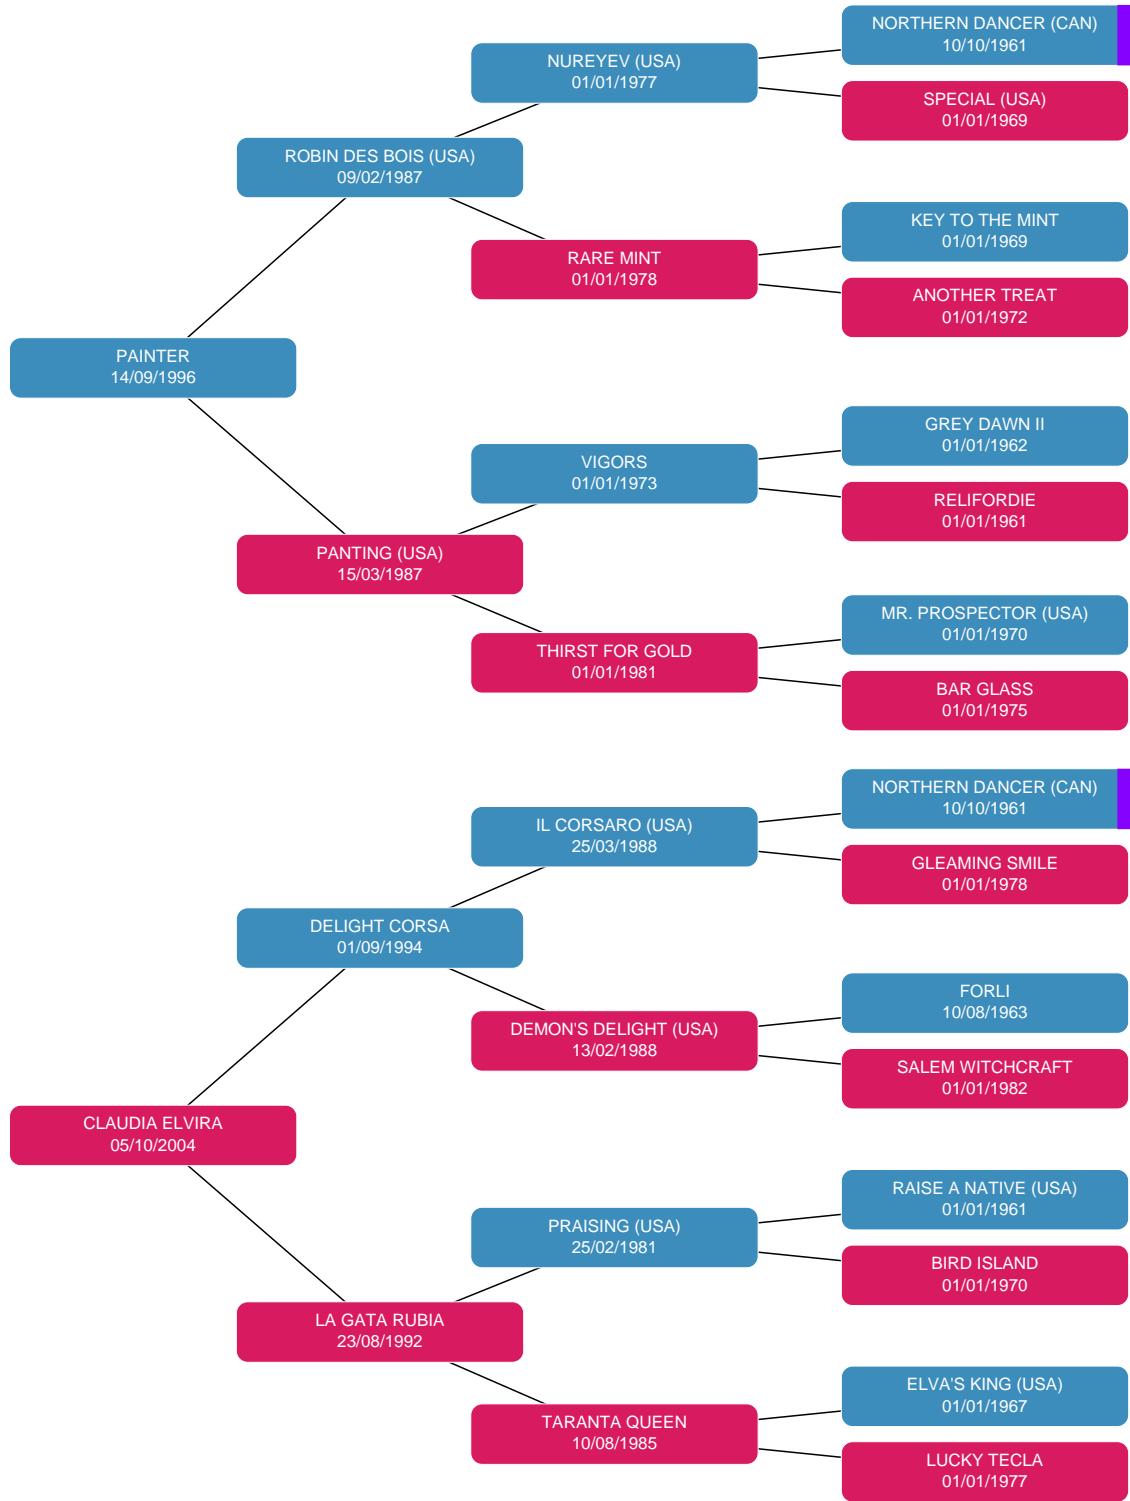 NORTHERN DANCER (CAN)
10/10/1961
NUREYEV (USA)
01/01/1977
SPECIAL (USA)
01/01/1969
ROBIN DES BOIS (USA)
09/02/1987
KEY TO THE MINT
01/01/1969
RARE MINT
01/01/1978
ANOTHER TREAT
01/01/1972
PAINTER
14/09/1996
GREY DAWN II
01/01/1962
VIGORS
01/01/1973
RELIFORDIE
01/01/1961
PANTING (USA)
15/03/1987
MR. PROSPECTOR (USA)
01/01/1970
THIRST FOR GOLD
01/01/1981
BAR GLASS
01/01/1975
NORTHERN DANCER (CAN)
10/10/1961
IL CORSARO (USA)
25/03/1988
GLEAMING SMILE
01/01/1978
DELIGHT CORSA
01/09/1994
FORLI
10/08/1963
DEMON'S DELIGHT (USA)
13/02/1988
SALEM WITCHCRAFT
01/01/1982
CLAUDIA ELVIRA
05/10/2004
RAISE A NATIVE (USA)
01/01/1961
PRAISING (USA)
25/02/1981
BIRD ISLAND
01/01/1970
LA GATA RUBIA
23/08/1992
ELVA'S KING (USA)
01/01/1967
TARANTA QUEEN
10/08/1985
LUCKY TECLA
01/01/1977